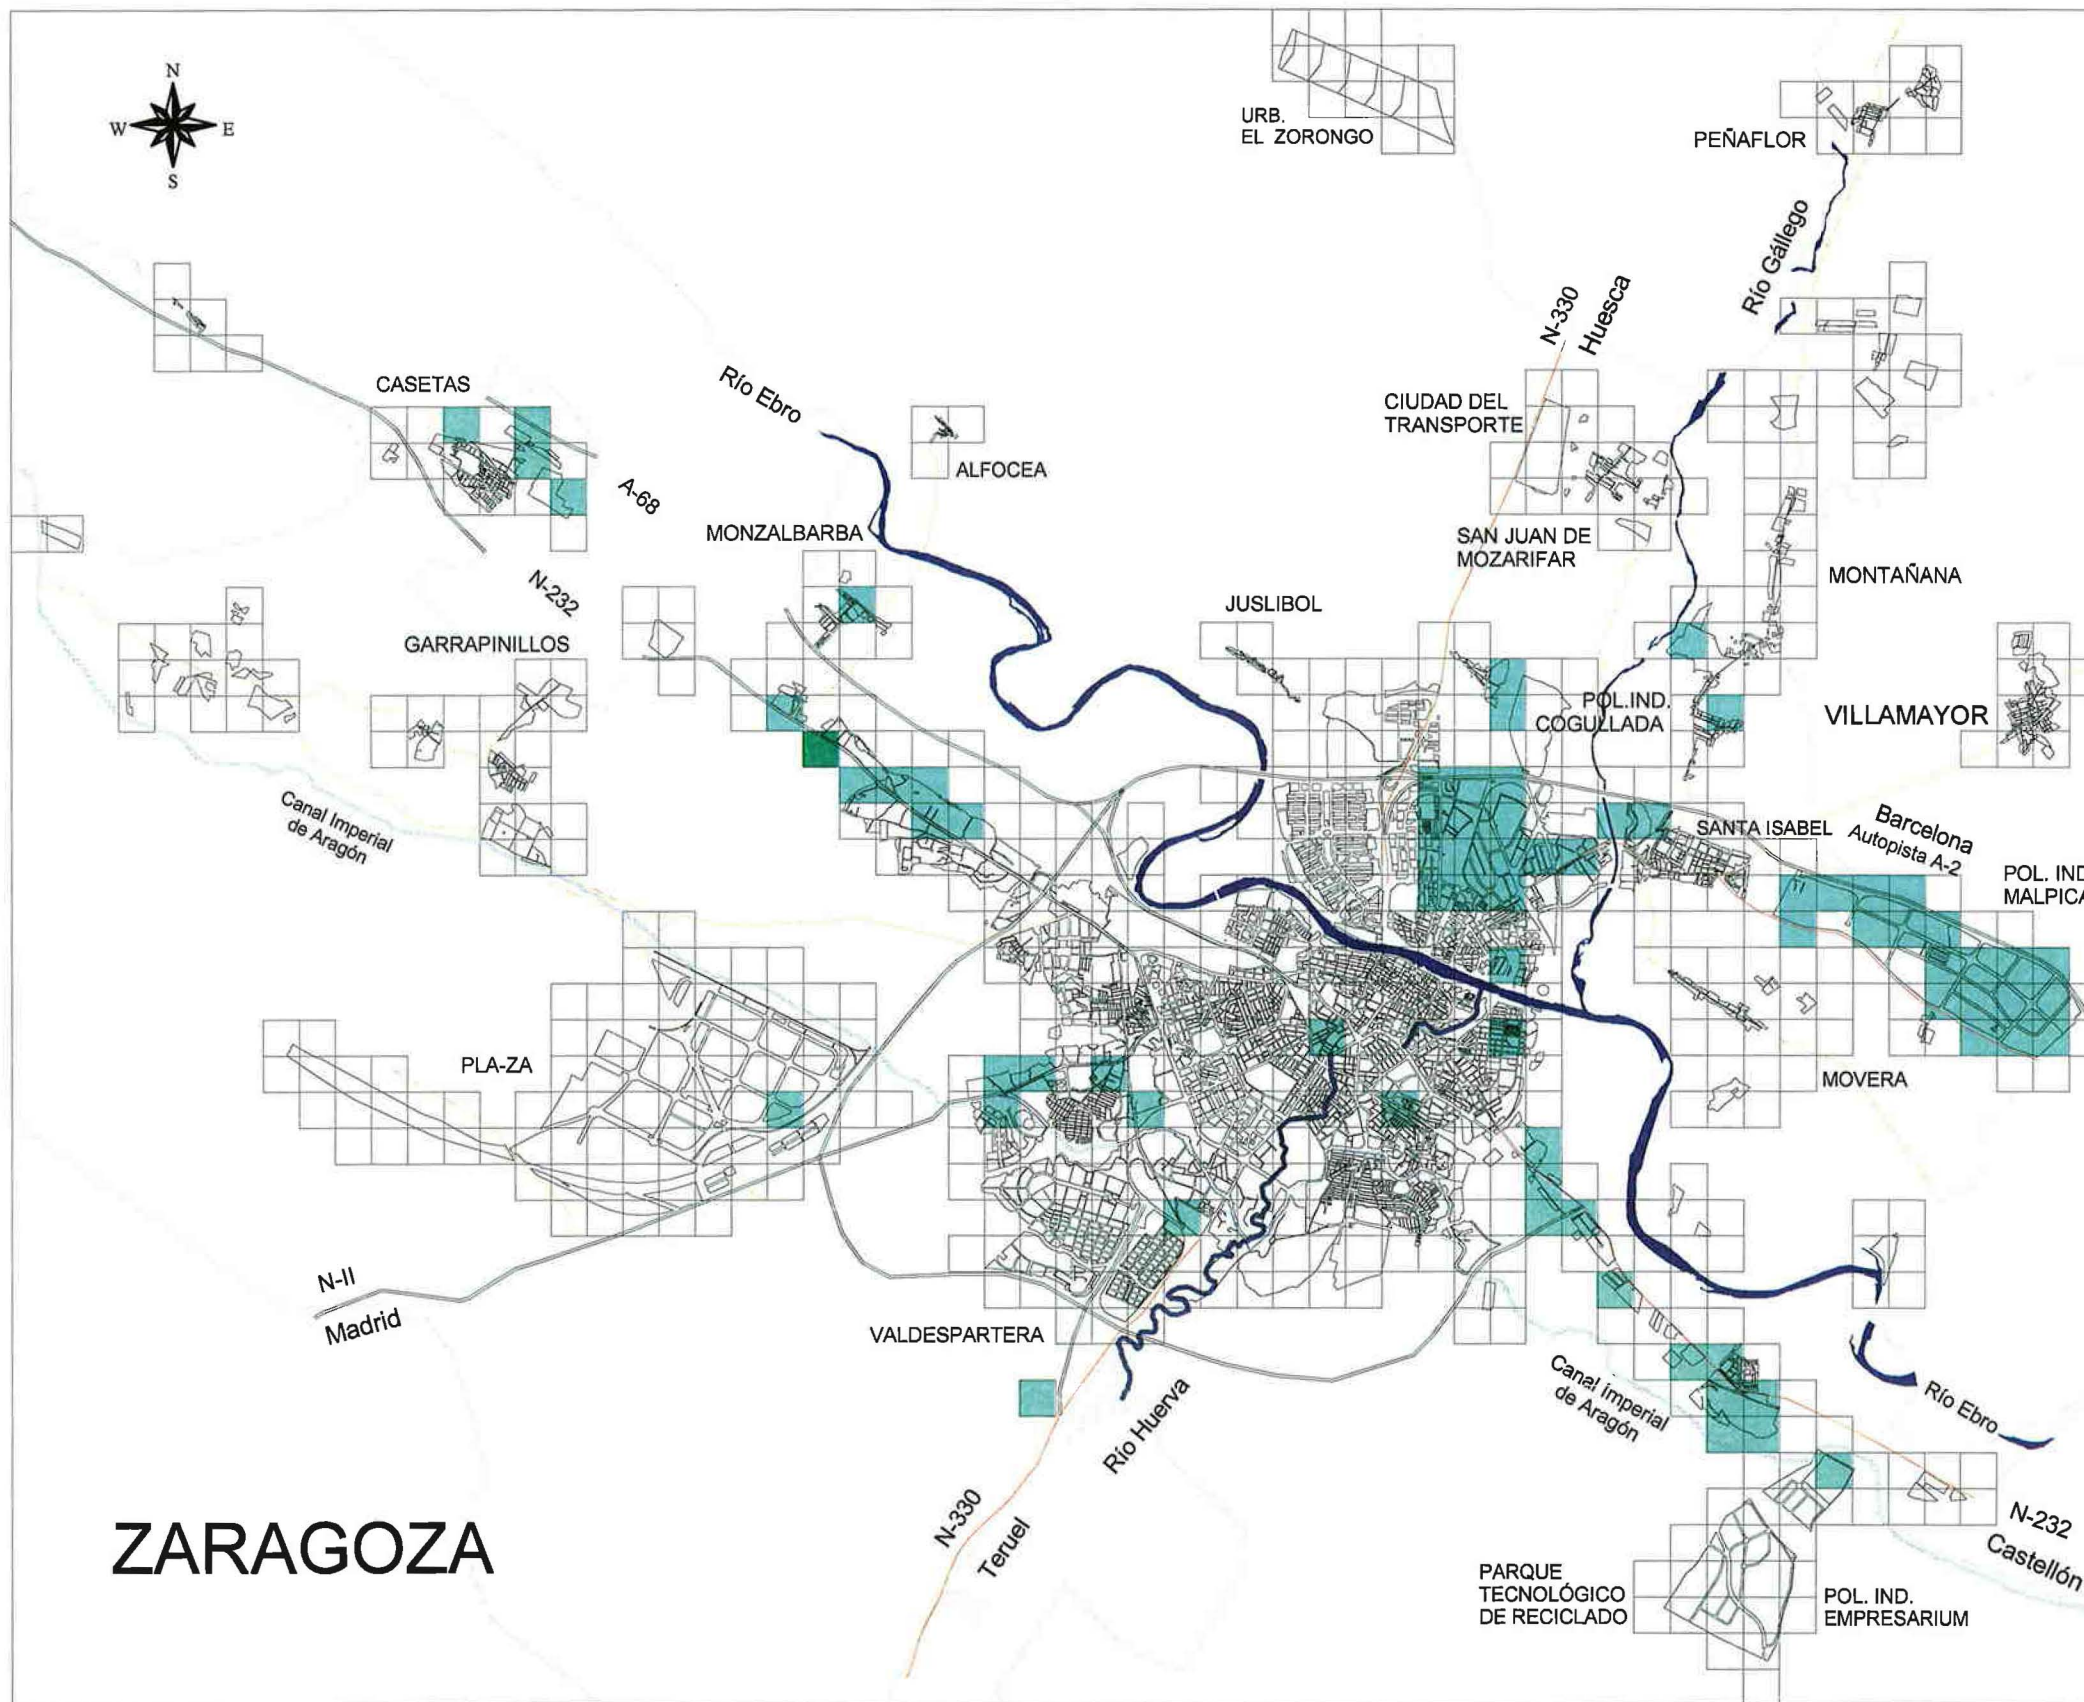 N
W E
S
URB.
EL ZORONGO
PEÑAFLOR
Río Gállego
N-330
Huesca
CASETAS
Río Ebro
CIUDAD DEL
TRANSPORTE
ALFOCEA
A-68
MONZALBARBA
SAN JUAN DE
MOZARIFAR
MONTAÑANA
N-232
JUSLIBOL
GARRAPINILLOS
POL.IND.
COGULLADA
VILLAMAYOR
Canal Imperial
de Aragón
SANTA ISABEL
Barcelona
Autopista A-2
POL. IND
MALPICA
PLA-ZA
MOVERA
N-II
Madrid
VALDESPARTERA
Canal imperial
de Aragón
Río Huerva
Río Ebro
N-330
Teruel
N-232
Castellón
ZARAGOZA
PARQUE
TECNOLÓGICO
DE RECICLADO
POL. IND.
EMPRESARIUM